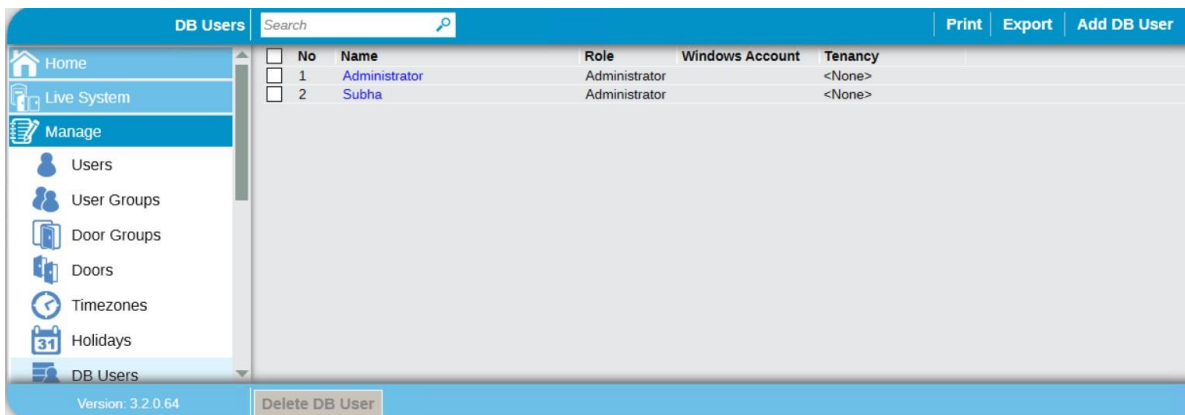 DB Users
Search
Print Export Add DB User
Home
Live System
Manage
Users
User Groups
Door Groups
Doors
Timezones
31 Holidays
DB Users
No Name Role Windows Account Tenancy
1 Administrator Administrator <None>
2 Subha Administrator <None>
Version: 3.2.0.64
Delete DB User